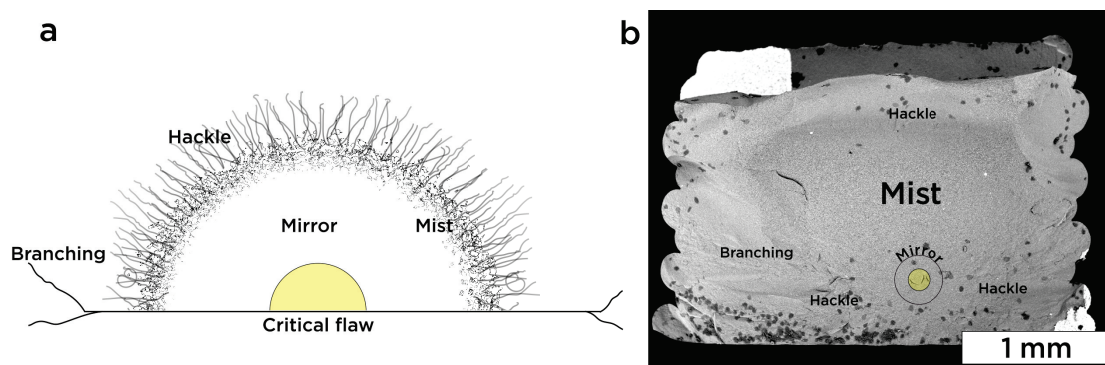 a
Hackle
Mirror
Mist
Branching
Critical flaw
b
Hackle
Mist
Branching
Mirror
Hackle
Hackle
1 mm